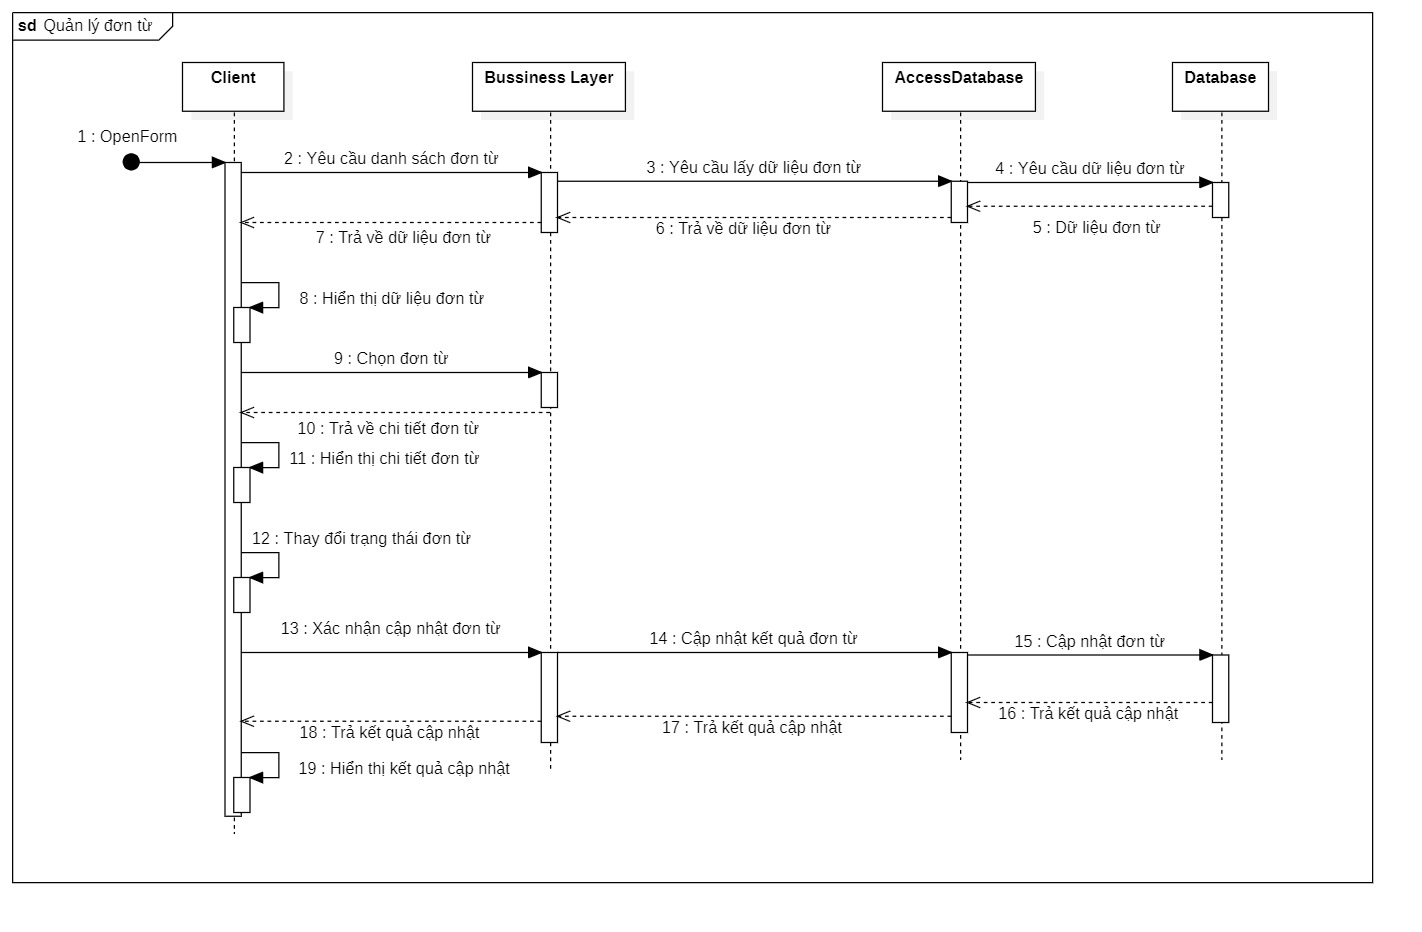 sd Quản lý đơn từ
Client
Bussiness Layer
AccessDatabase
Database
1 : OpenForm
2 : Yêu cầu danh sách đơn từ
3 : Yêu cầu lấy dữ liệu đơn từ
4 : Yêu cầu dữ liệu đơn từ
5 : Dữ liệu đơn từ
6 : Trả về dữ liệu đơn từ
7 : Trả về dữ liệu đơn từ
8 : Hiển thị dữ liệu đơn từ
9 : Chọn đơn từ
10 : Trả về chi tiết đơn từ
11 : Hiển thị chi tiết đơn từ
12 : Thay đổi trạng thái đơn từ
13 : Xác nhận cập nhật đơn từ
14 : Cập nhật kết quả đơn từ
15 : Cập nhật đơn từ
16 : Trả kết quả cập nhật
17 : Trả kết quả cập nhật
18 : Trả kết quả cập nhật
19 : Hiển thị kết quả cập nhật